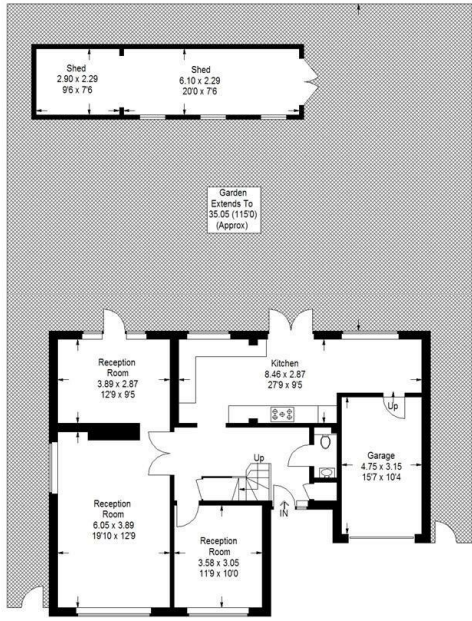 Shed
2.90 x 2.29
9'6 x 7'6
Shed
6.10 x 2.29
20'0 x 7'6
Garden
Extends To
35.05 (115'0)
(Approx)
Reception
Room
3.89 x 2.87
12'9 x 9'5
Kitchen
8.46 x 2.87
27'9 x 9'5
Up
Garage
4.75 x 3.15
15'7 x 10'4
Up
Reception
Room
6.05 x 3.89
19'10 x 12'9
Reception
Room
3.58 x 3.05
11'9 x 10'0
IN